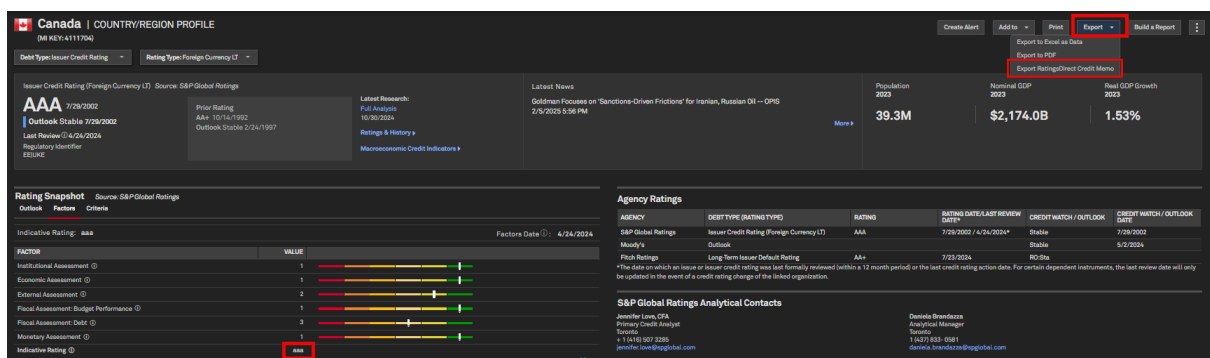 Canada | COUNTRY/REGION PROFILE
(MI KEY:4111704)
Create Alert Add to Print Export Build a Report
Export to Excel as Data
Export to PDF
Export RatingsDirect Credit Memo
Debt Type: Issuer Credit Rating Rating Type: Foreign Currency LT
Issuer Credit Rating (Foreign Currency LT) Source: S&P Global Ratings
AAA 7/29/2002
Outlook Stable 7/29/2002
Last Review 4/24/2024
Regulatory Identifier
EE|UKE
Prior Rating
AA+ 10/14/1992
Outlook Stable 2/24/1997
Latest Research:
Full Analysis
10/30/2024
Ratings & History
Macroeconomic Credit Indicators
Latest News
Goldman Focuses on 'Sanctions-Driven Frictions' for Iranian, Russian Oil — OPIS
2/5/2025 5:56 PM
More
Population
2023
39.3M
Nominal GDP
2023
$2,174.0B
Real GDP Growth
2023
1.53%
Rating Snapshot Source: S&P Global Ratings
Outlook Factors Criteria
Indicative Rating: aaa Factors Date: 4/24/2024
FACTOR VALUE
Institutional Assessment 1
Economic Assessment 1
External Assessment 2
Fiscal Assessment: Budget Performance 1
Fiscal Assessment: Debt 3
Monetary Assessment 1
Indicative Rating aaa
Agency Ratings
AGENCY DEBT TYPE (RATING TYPE) RATING RATING DATE/LAST REVIEW DATE* CREDIT WATCH / OUTLOOK CREDIT WATCH / OUTLOOK DATE
S&P Global Ratings Issuer Credit Rating (Foreign Currency LT) AAA 7/29/2002 / 4/24/2024* Stable 7/29/2002
Moody's Outlook Stable 5/2/2024
Fitch Ratings Long-Term Issuer Default Rating AA+ 7/23/2024 RO:Sta
*The date on which an issue or issuer credit rating was last formally reviewed (within a 12 month period) or the last credit rating action date. For certain dependent instruments, the last review date will only
be updated in the event of a credit rating change of the linked organization.
S&P Global Ratings Analytical Contacts
Jennifer Love, CFA
Primary Credit Analyst
Toronto
+ 1 (416) 507 3285
jennifer.love@spglobal.com
Daniela Brandazza
Analytical Manager
Toronto
1 (437) 833- 0581
daniela.brandazza@spglobal.com